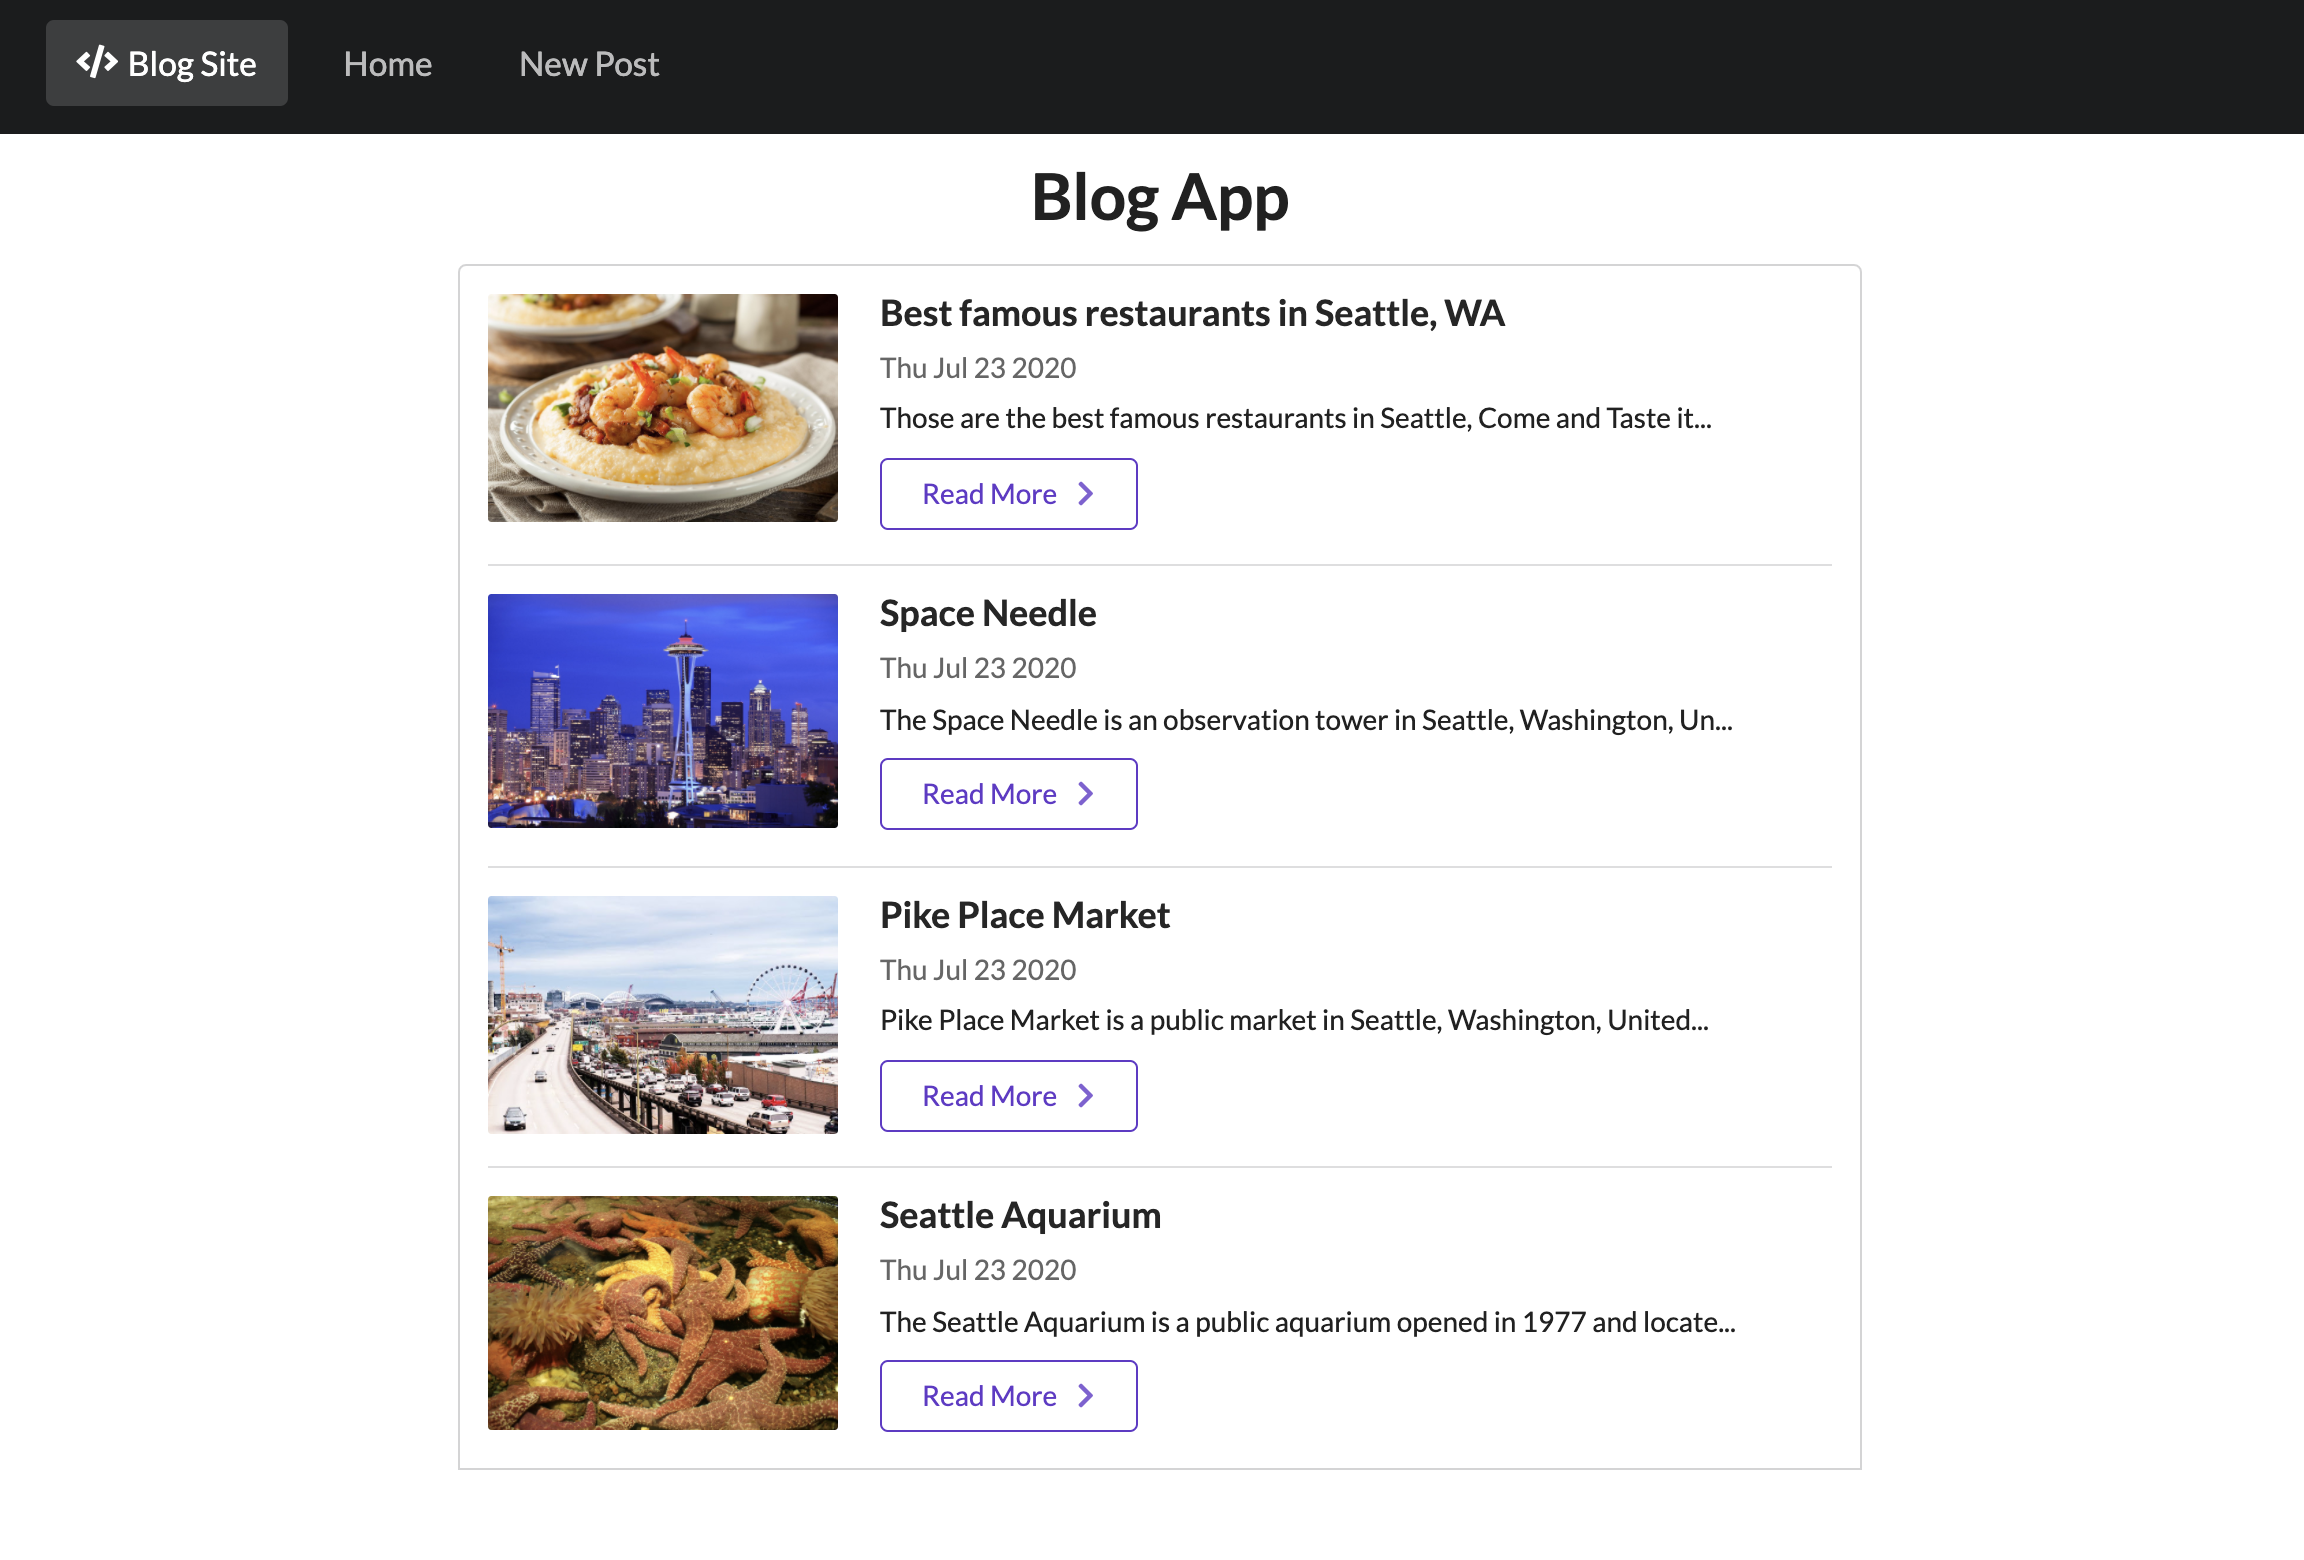 </> Blog Site
Home
New Post
Blog App
Best famous restaurants in Seattle, WA
Thu Jul 23 2020
Those are the best famous restaurants in Seattle, Come and Taste it...
Read More
Space Needle
Thu Jul 23 2020
The Space Needle is an observation tower in Seattle, Washington, Un...
Read More
Pike Place Market
Thu Jul 23 2020
Pike Place Market is a public market in Seattle, Washington, United...
Read More
Seattle Aquarium
Thu Jul 23 2020
The Seattle Aquarium is a public aquarium opened in 1977 and locate...
Read More